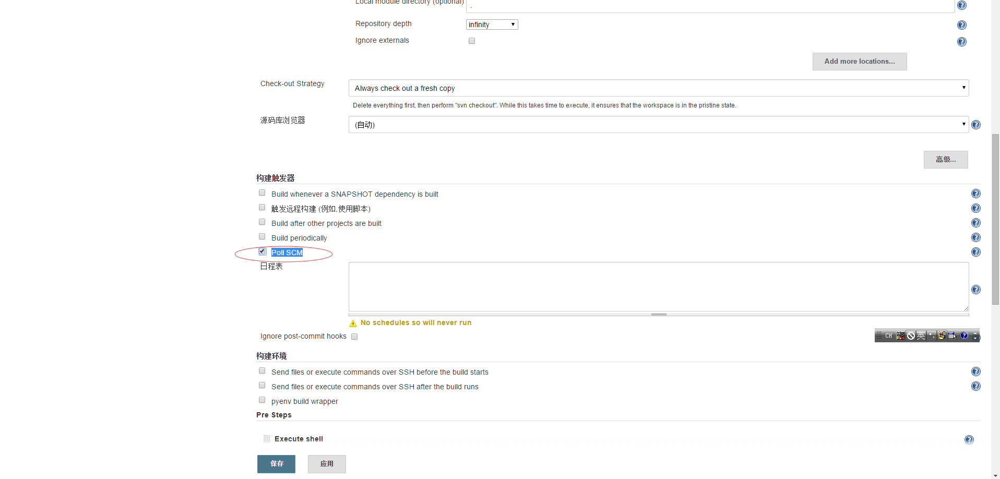 Local module directory (optional)
.
Repository depth
infinity
Ignore externals
Add more locations...
Check-out Strategy
Always check out a fresh copy
Delete everything first, then perform "svn checkout". While this takes time to execute, it ensures that the workspace is in the pristine state.
源码库浏览器
(自动)
高级...
构建触发器
Build whenever a SNAPSHOT dependency is built
触发远程构建 (例如,使用脚本)
Build after other projects are built
Build periodically
Poll SCM
日程表
No schedules so will never run
Ignore post-commit hooks
CH 英
构建环境
Send files or execute commands over SSH before the build starts
Send files or execute commands over SSH after the build runs
pyenv build wrapper
Pre Steps
Execute shell
保存 应用